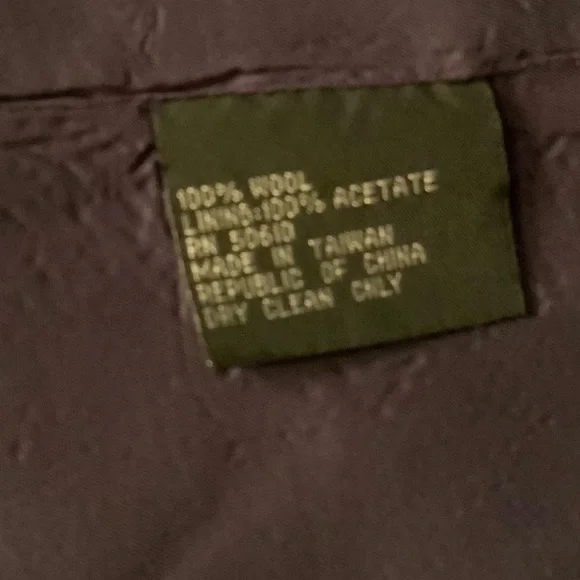 100% WOOL
LINING:100% ACETATE
RN 50610
MADE IN TAIWAN
REPUBLIC OF CHINA
DRY CLEAN ONLY